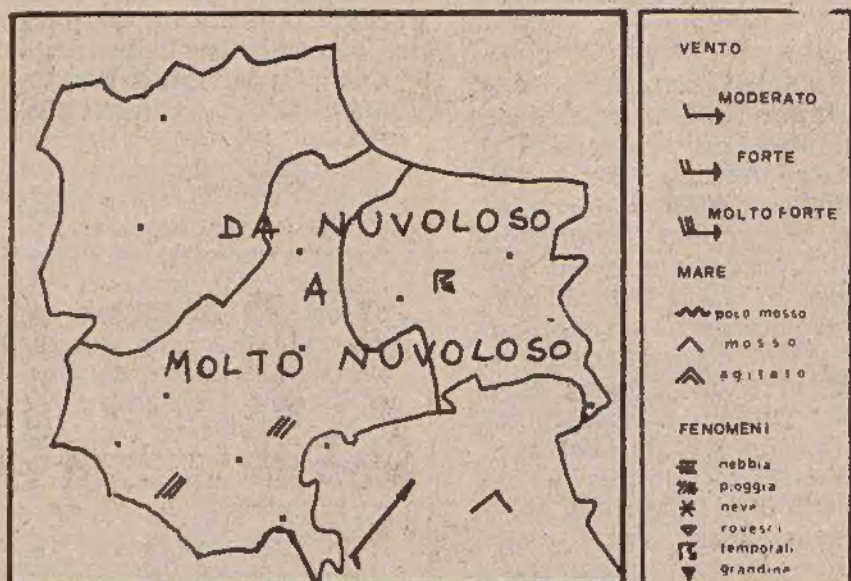 DA NUVOLOSO
A
MOLTO NUVOLOSO
VENTO
MODERATO
FORTE
MOLTO FORTE
MARE
poco mosso
mosso
agitato
FENOMENI
nebbia
pioggia
neve
rovesci
temporali
grandine